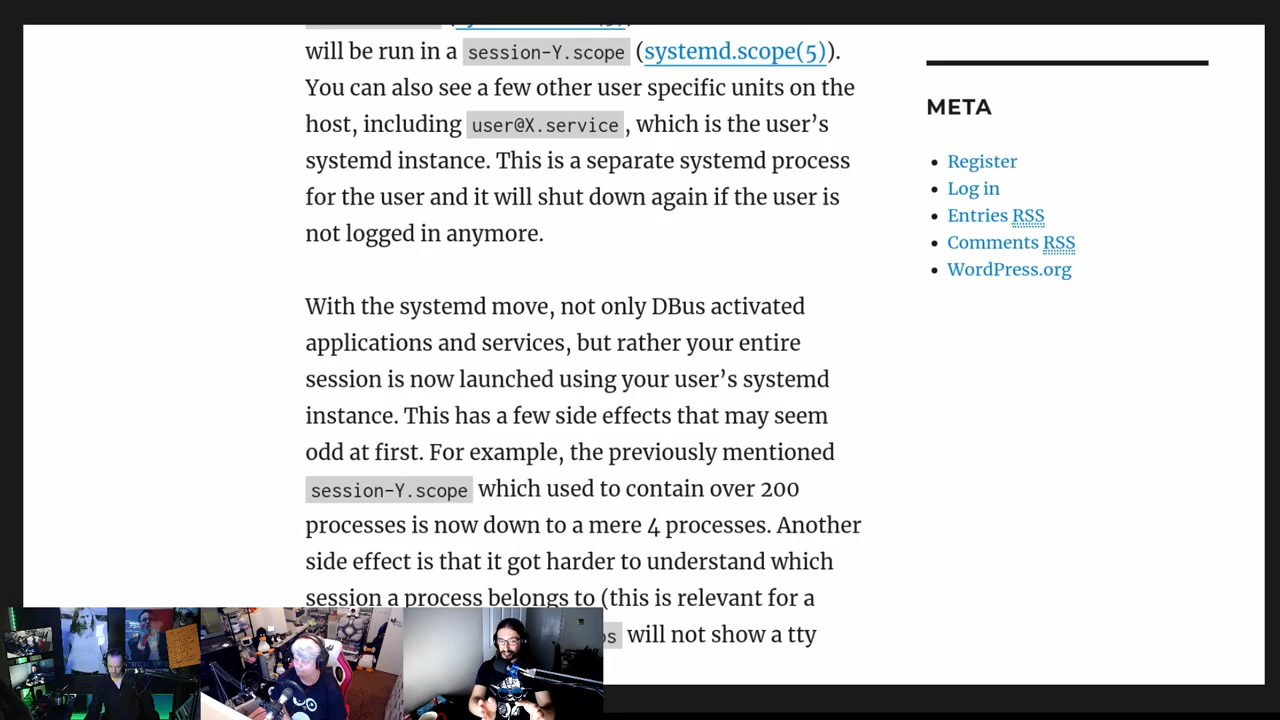 will be run in a session-Y.scope (systemd.scope(5)).
You can also see a few other user specific units on the
host, including user@X.service, which is the user's
systemd instance. This is a separate systemd process
for the user and it will shut down again if the user is
not logged in anymore.
With the systemd move, not only DBus activated
applications and services, but rather your entire
session is now launched using your user's systemd
instance. This has a few side effects that may seem
odd at first. For example, the previously mentioned
session-Y.scope which used to contain over 200
processes is now down to a mere 4 processes. Another
side effect is that it got harder to understand which
session a process belongs to (this is relevant for a
will not show a tty
META
Register
Log in
Entries RSS
Comments RSS
WordPress.org